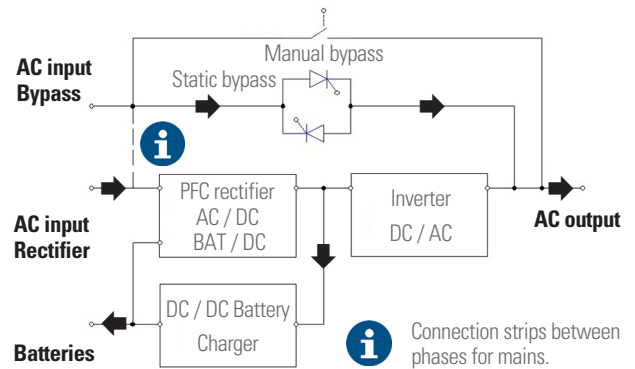 Manual bypass
AC input
Bypass
Static bypass
i
AC input
Rectifier
PFC rectifier
AC / DC
BAT / DC
Inverter
DC / AC
AC output
DC / DC Battery
Charger
Batteries
i
Connection strips between
phases for mains.